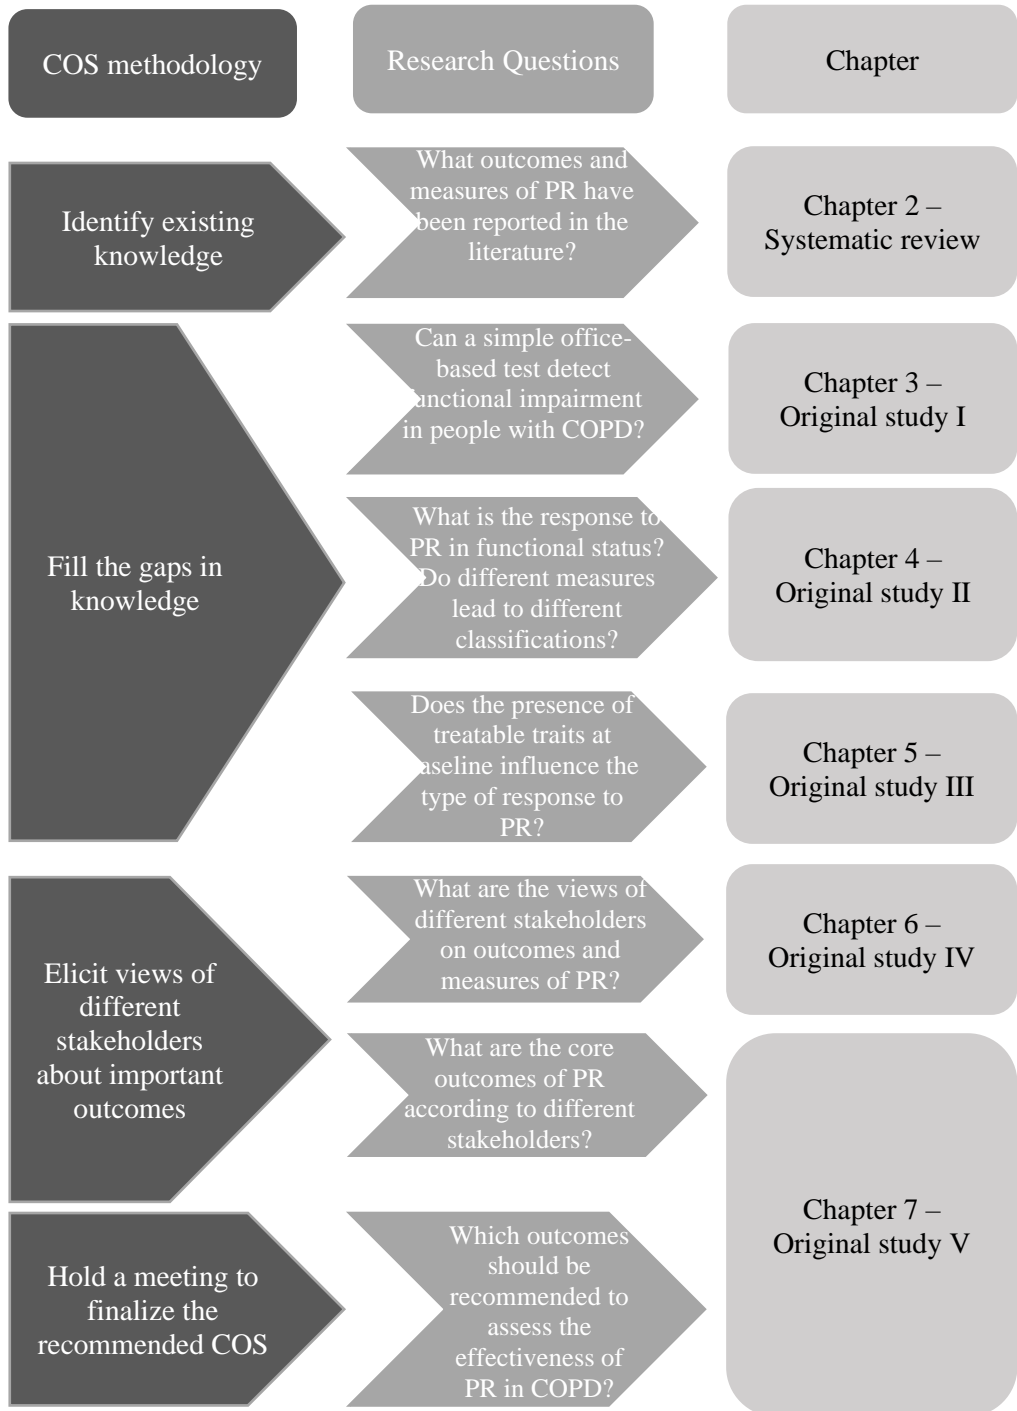 COS methodology
Research Questions
Chapter
Identify existing
knowledge
What outcomes and
measures of PR have
been reported in the
literature?
Chapter 2 –
Systematic review
Fill the gaps in
knowledge
Can a simple office-
based test detect
functional impairment
in people with COPD?
Chapter 3 –
Original study I
What is the response to
PR in functional status?
Do different measures
lead to different
classifications?
Chapter 4 –
Original study II
Does the presence of
treatable traits at
baseline influence the
type of response to
PR?
Chapter 5 –
Original study III
Elicit views of
different
stakeholders
about important
outcomes
What are the views of
different stakeholders
on outcomes and
measures of PR?
Chapter 6 –
Original study IV
What are the core
outcomes of PR
according to different
stakeholders?
Hold a meeting to
finalize the
recommended COS
Which outcomes
should be
recommended to
assess the
effectiveness of
PR in COPD?
Chapter 7 –
Original study V